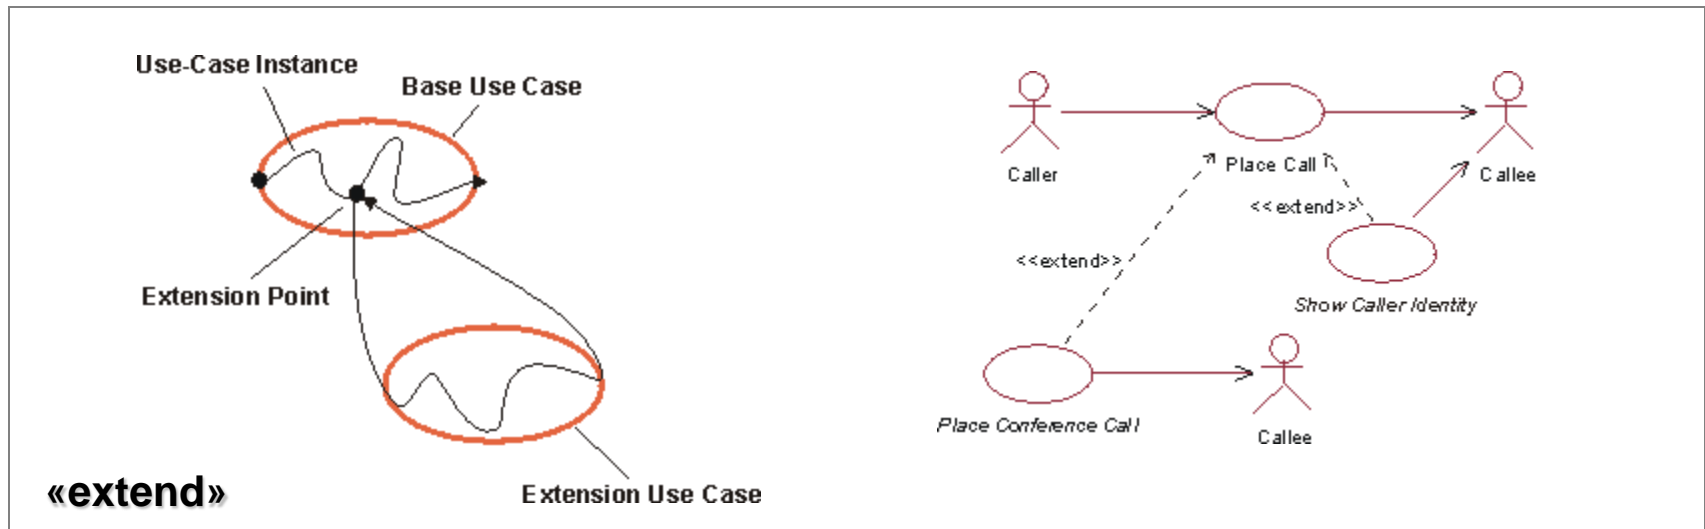 Use-Case Instance
Base Use Case
Extension Point
Extension Use Case
«extend»
Caller
Place Call
Callee
<<extend>>
<<extend>>
Show Caller Identity
Place Conference Call
Callee